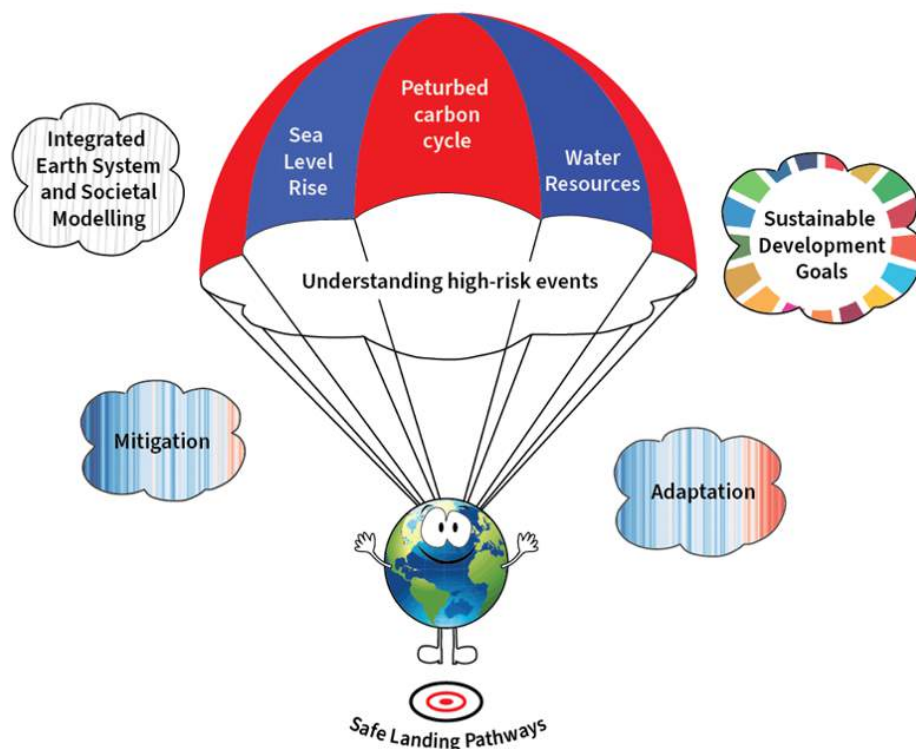 Peturbed
carbon
cycle
Sea
Level
Rise
Water
Resources
Integrated
Earth System
and Societal
Modelling
Sustainable
Development
Goals
Understanding high-risk events
Mitigation
Adaptation
Safe Landing Pathways